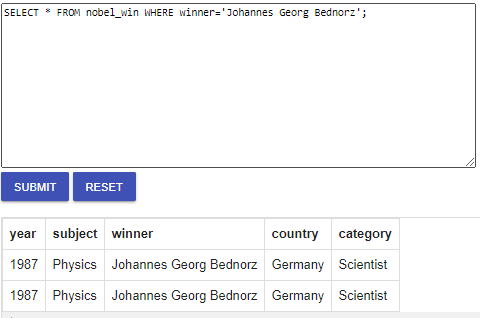 SELECT * FROM nobel_win WHERE winner='Johannes Georg Bednorz';
SUBMIT RESET
year subject winner country category
1987 Physics Johannes Georg Bednorz Germany Scientist
1987 Physics Johannes Georg Bednorz Germany Scientist